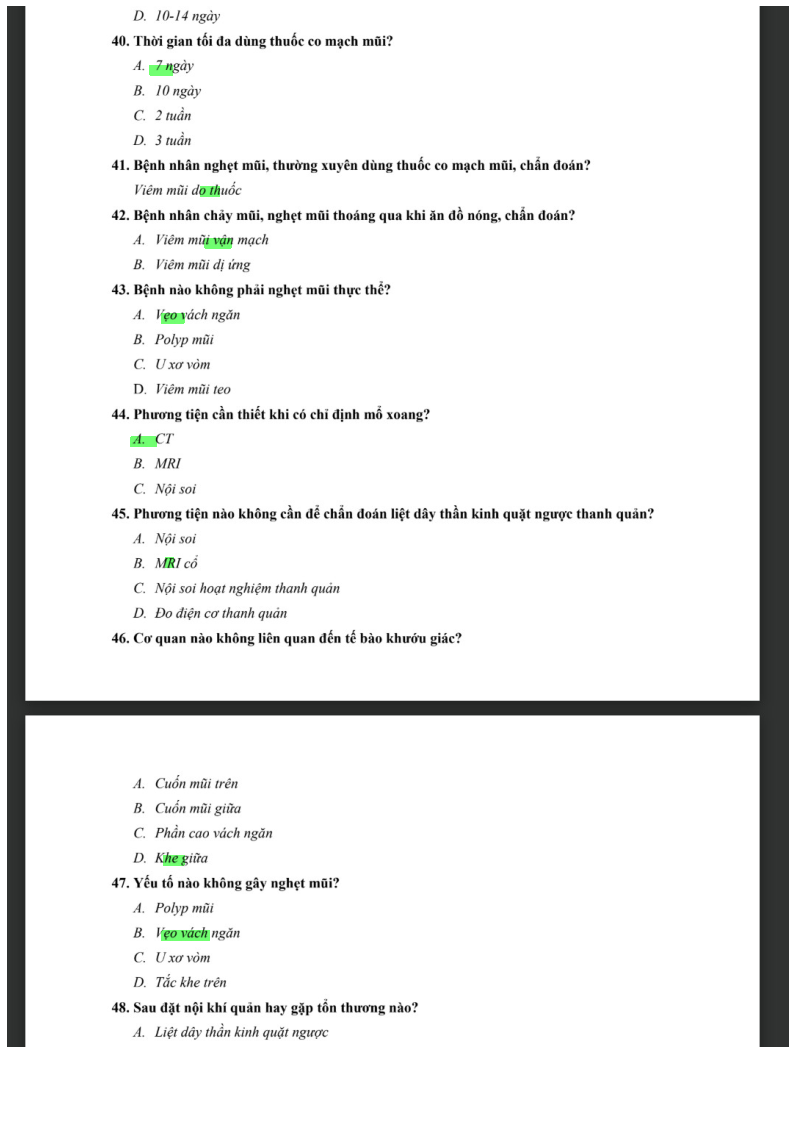 D. 10-14 ngày
40. Thời gian tối đa dùng thuốc co mạch mũi?
A. 7 ngày
B. 10 ngày
C. 2 tuần
D. 3 tuần
41. Bệnh nhân nghẹt mũi, thường xuyên dùng thuốc co mạch mũi, chẩn đoán?
Viêm mũi do thuốc
42. Bệnh nhân chảy mũi, nghẹt mũi thoáng qua khi ăn đồ nóng, chẩn đoán?
A. Viêm mũi vận mạch
B. Viêm mũi dị ứng
43. Bệnh nào không phải nghẹt mũi thực thể?
A. Vẹo vách ngăn
B. Polyp mũi
C. U xơ vòm
D. Viêm mũi teo
44. Phương tiện cần thiết khi có chỉ định mổ xoang?
A. CT
B. MRI
C. Nội soi
45. Phương tiện nào không cần để chẩn đoán liệt dây thần kinh quặt ngược thanh quản?
A. Nội soi
B. MRI cổ
C. Nội soi hoạt nghiệm thanh quản
D. Đo điện cơ thanh quản
46. Cơ quan nào không liên quan đến tế bào khướu giác?
A. Cuốn mũi trên
B. Cuốn mũi giữa
C. Phần cao vách ngăn
D. Khe giữa
47. Yếu tố nào không gây nghẹt mũi?
A. Polyp mũi
B. Vẹo vách ngăn
C. U xơ vòm
D. Tắc khe trên
48. Sau đặt nội khí quản hay gặp tổn thương nào?
A. Liệt dây thần kinh quặt ngược